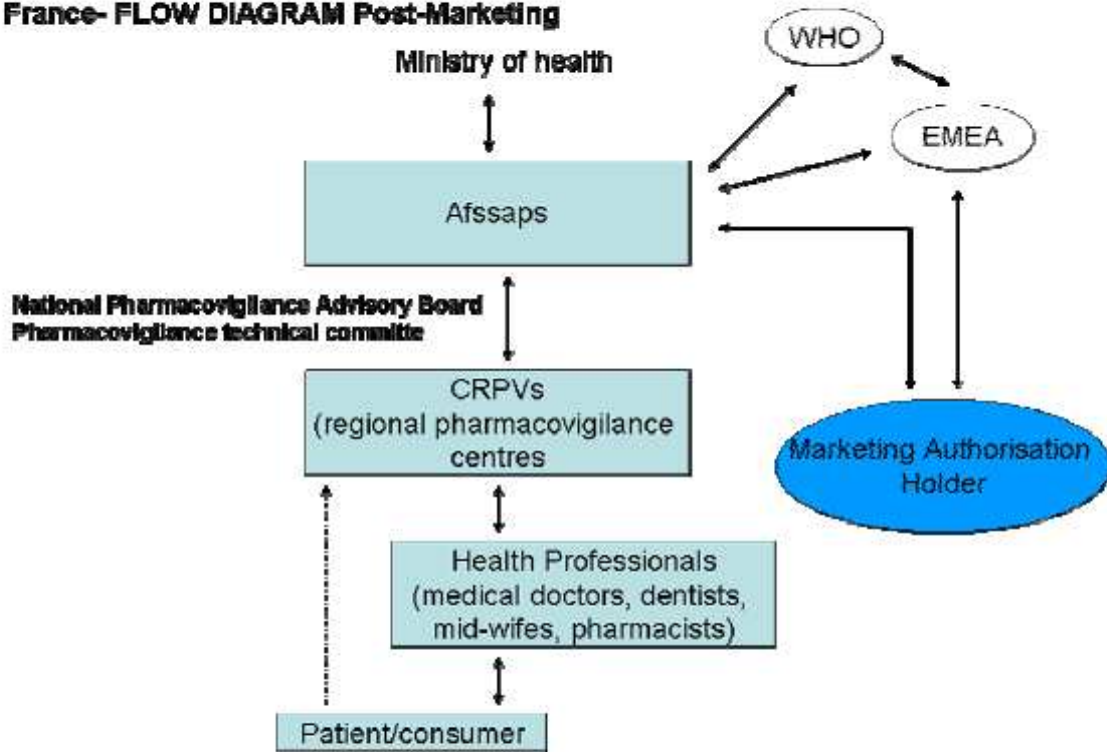 France- FLOW DIAGRAM Post-Marketing
Ministry of health
WHO
EMEA
Afssaps
National Pharmacovigilance Advisory Board
Pharmacovigilance technical committe
CRPVs
(regional pharmacovigilance
centres
Marketing Authorisation
Holder
Health Professionals
(medical doctors, dentists,
mid-wifes, pharmacists)
Patient/consumer